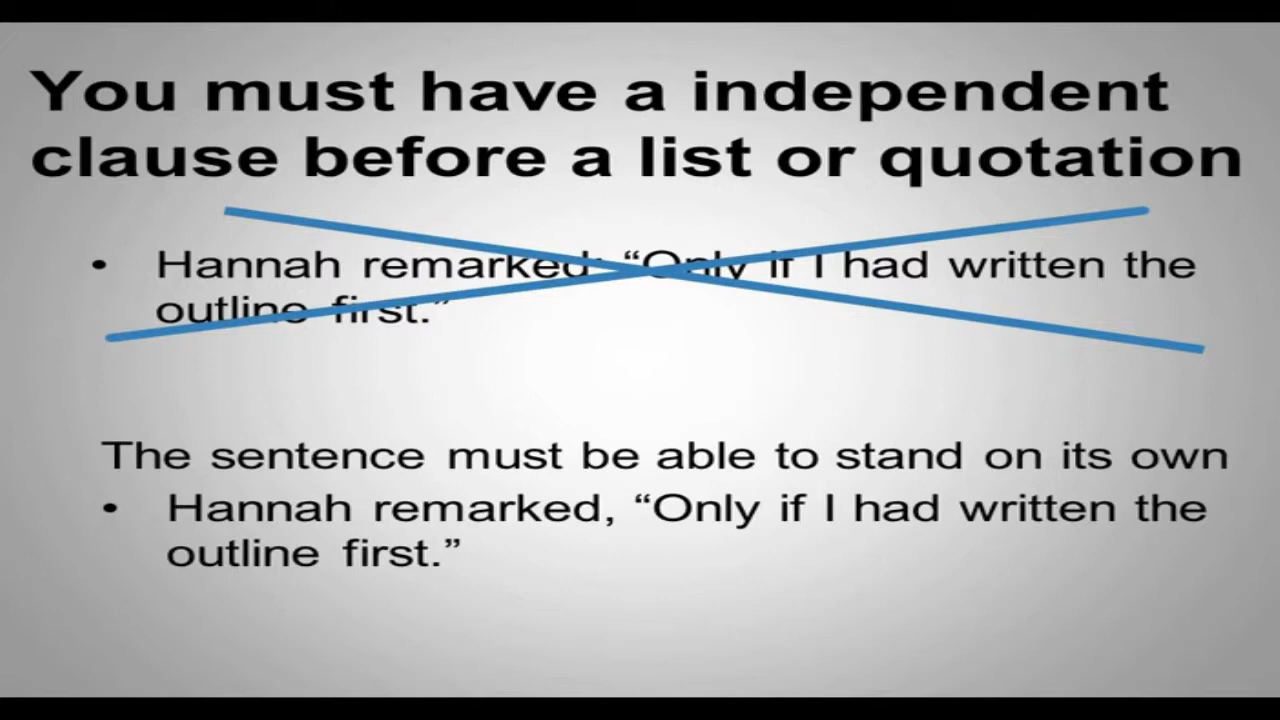 You must have a independent
clause before a list or quotation
• Hannah remarked: “Only if I had written the
outline first.”
The sentence must be able to stand on its own
• Hannah remarked, “Only if I had written the
outline first.”